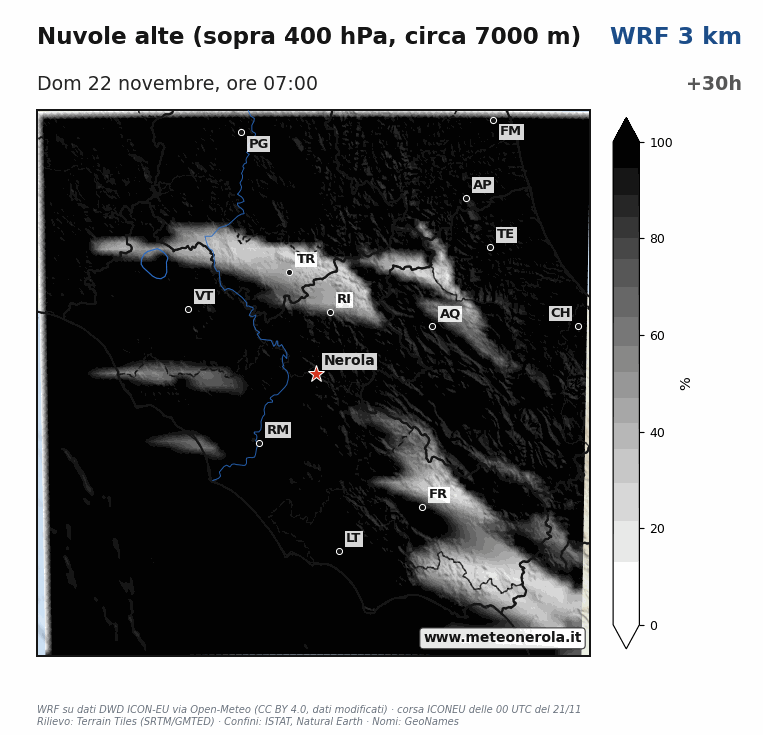 Nuvole alte (sopra 400 hPa, circa 7000 m) WRF 3 km
Dom 22 novembre, ore 07:00 +30h
FM
PG
AP
TE
TR
VT
RI
AQ
CH
Nerola
RM
FR
LT
www.meteonerola.it
100
80
60
40
20
0
%
WRF su dati DWD ICON-EU via Open-Meteo (CC BY 4.0, dati modificati) · corsa ICONEU delle 00 UTC del 21/11
Rilievo: Terrain Tiles (SRTM/GMTED) · Confini: ISTAT, Natural Earth · Nomi: GeoNames